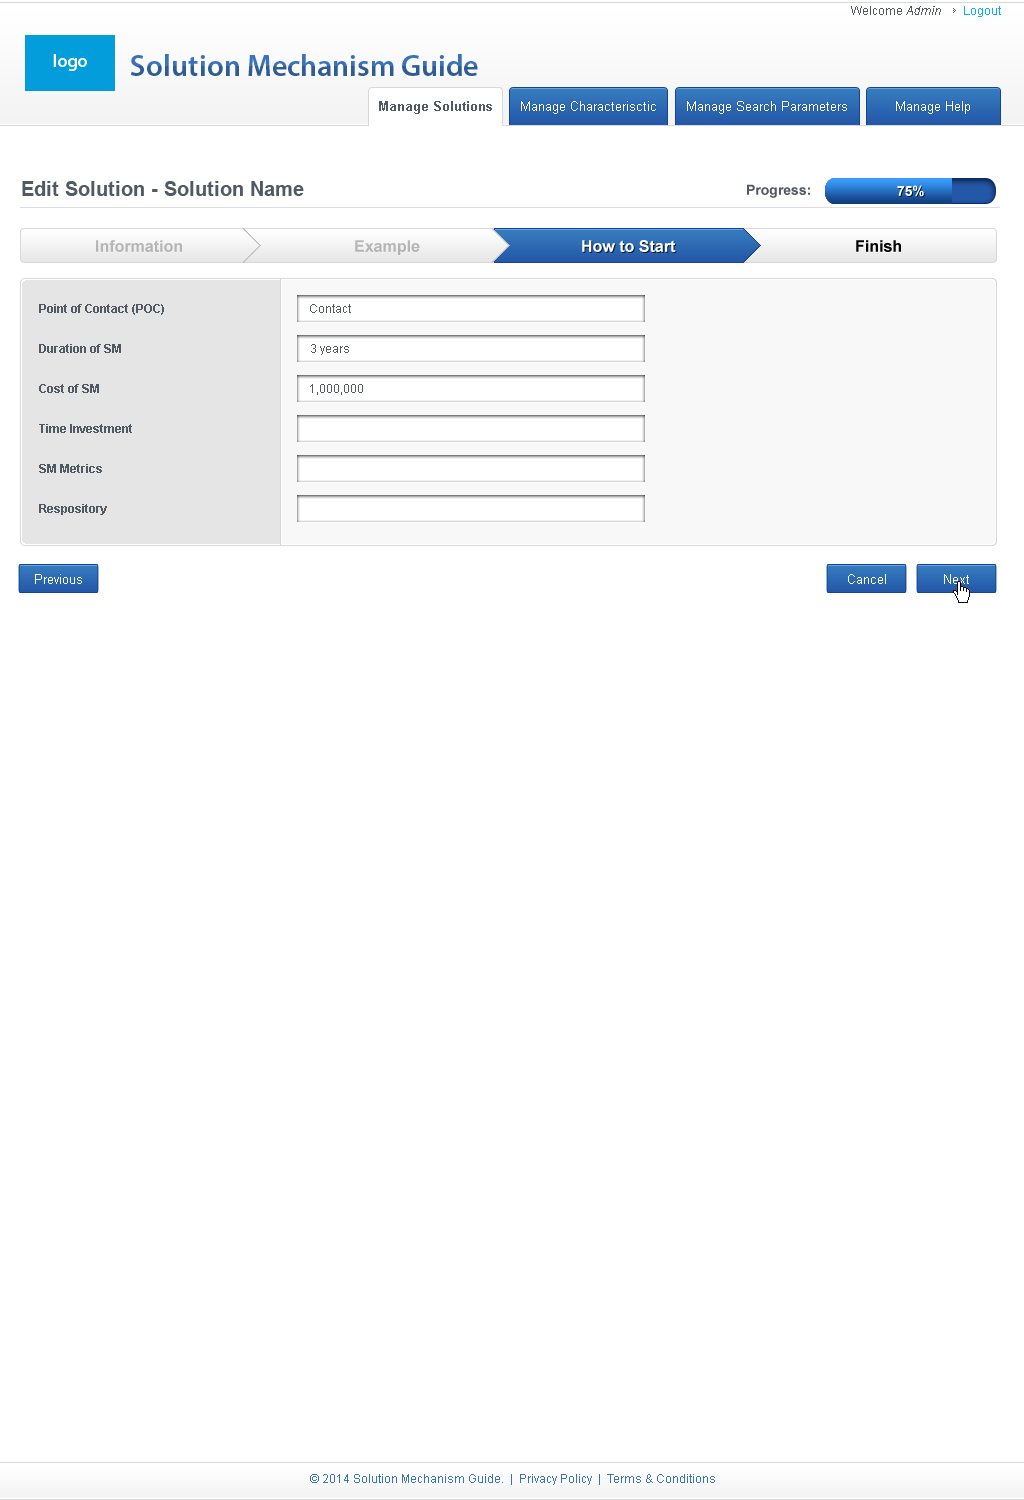 Welcome Admin › Logout
logo
Solution Mechanism Guide
Manage Solutions
Manage Characterisctic
Manage Search Parameters
Manage Help
Edit Solution - Solution Name
Progress: 75%
Information
Example
How to Start
Finish
Point of Contact (POC) Contact
Duration of SM 3 years
Cost of SM 1,000,000
Time Investment
SM Metrics
Respository
Previous
Cancel
Next
© 2014 Solution Mechanism Guide. | Privacy Policy | Terms & Conditions